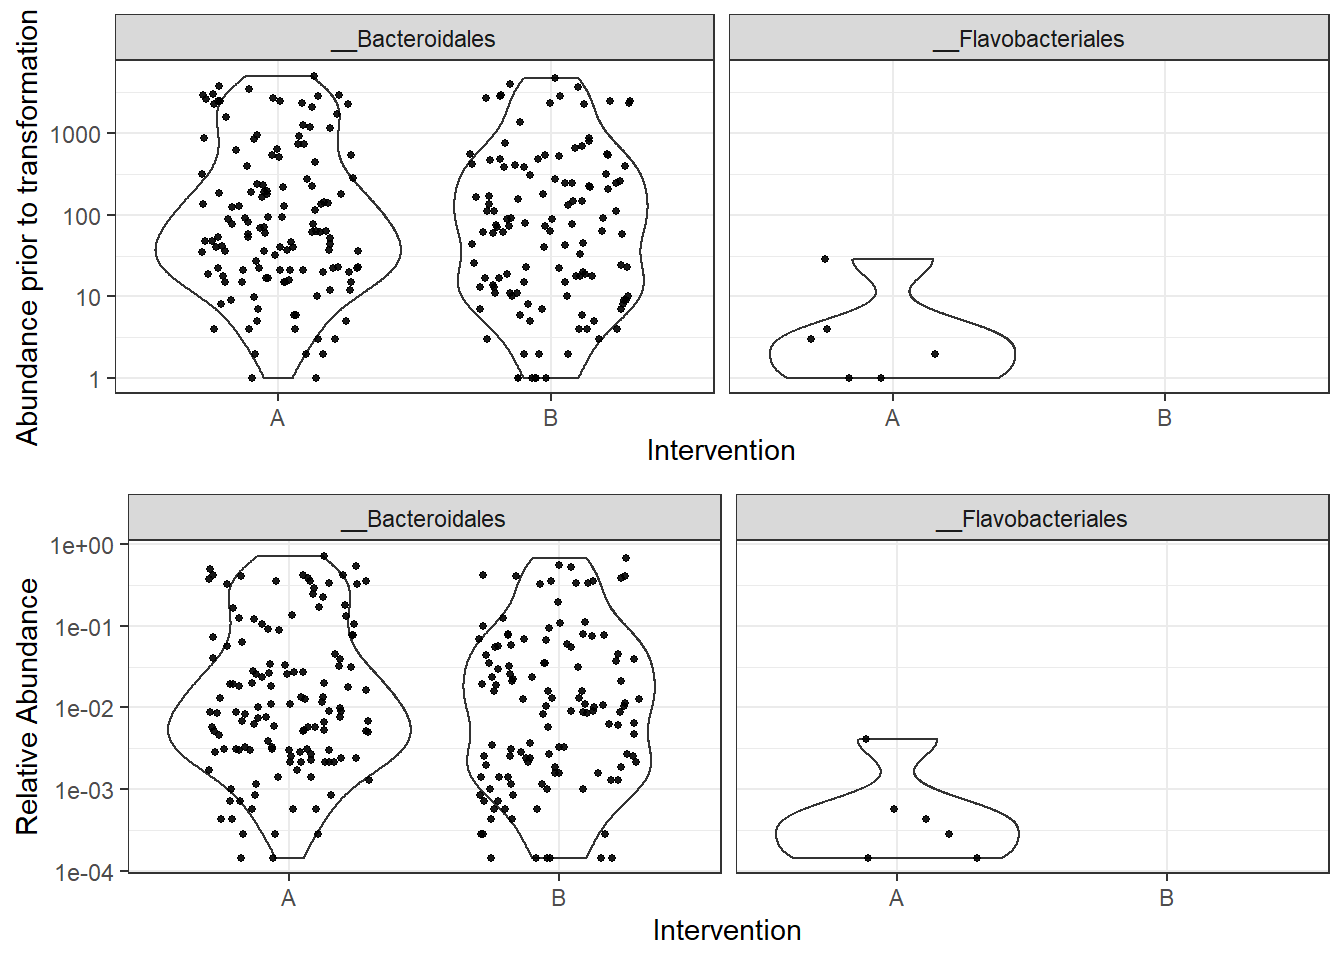 __Bacteroidales
__Flavobacteriales
Abundance prior to transformation
1000
100
10
1
A
B
A
B
Intervention
__Bacteroidales
__Flavobacteriales
Relative Abundance
1e+00
1e-01
1e-02
1e-03
1e-04
A
B
A
B
Intervention